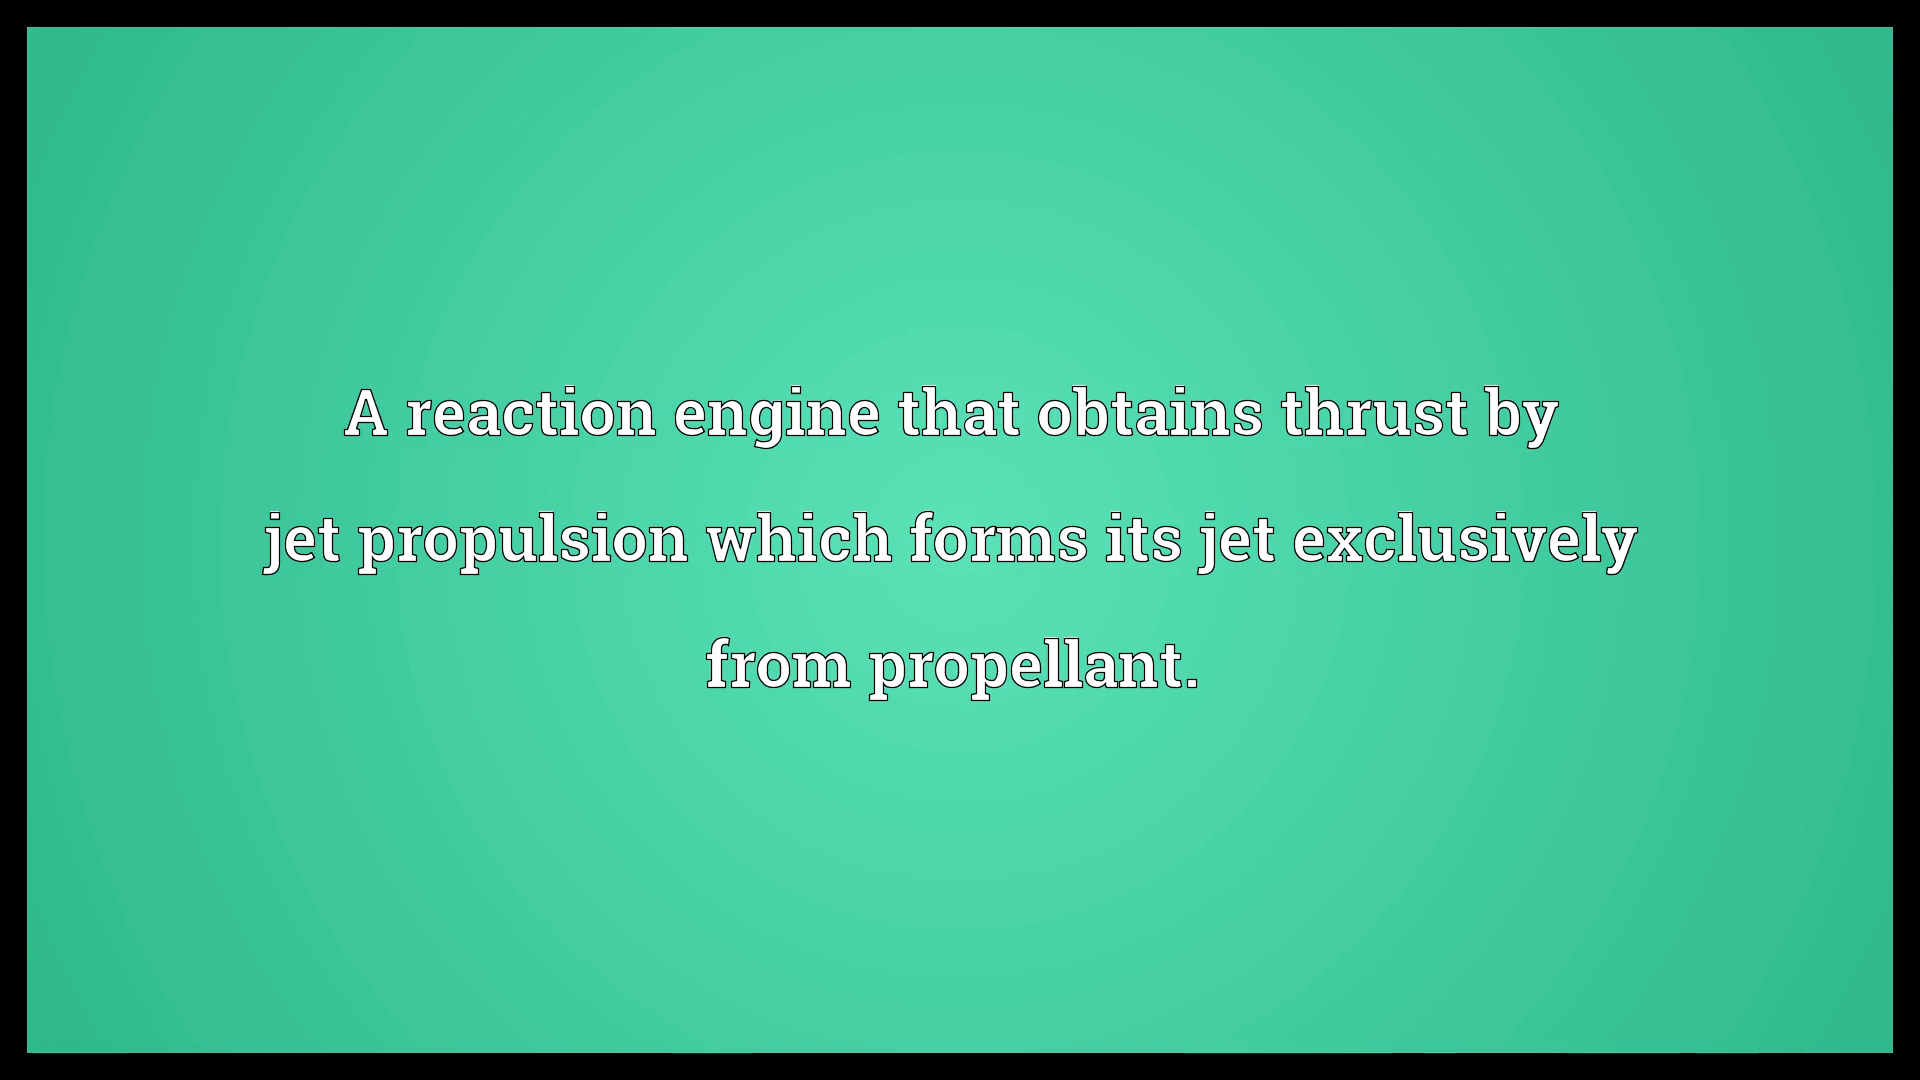 A reaction engine that obtains thrust by
jet propulsion which forms its jet exclusively
from propellant.